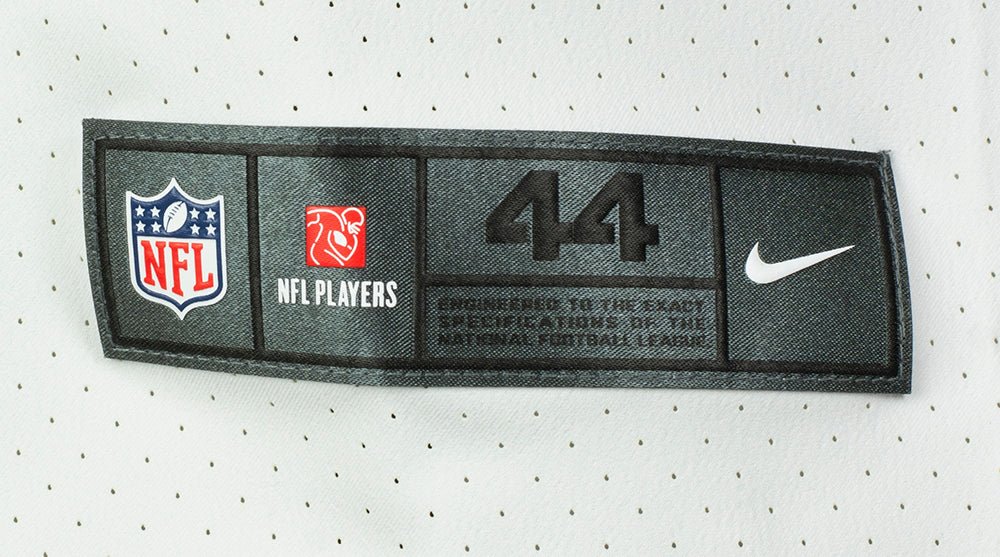 NFL
NFL PLAYERS
44
ENGINEERED TO THE EXACT
SPECIFICATIONS OF THE
NATIONAL FOOTBALL LEAGUE